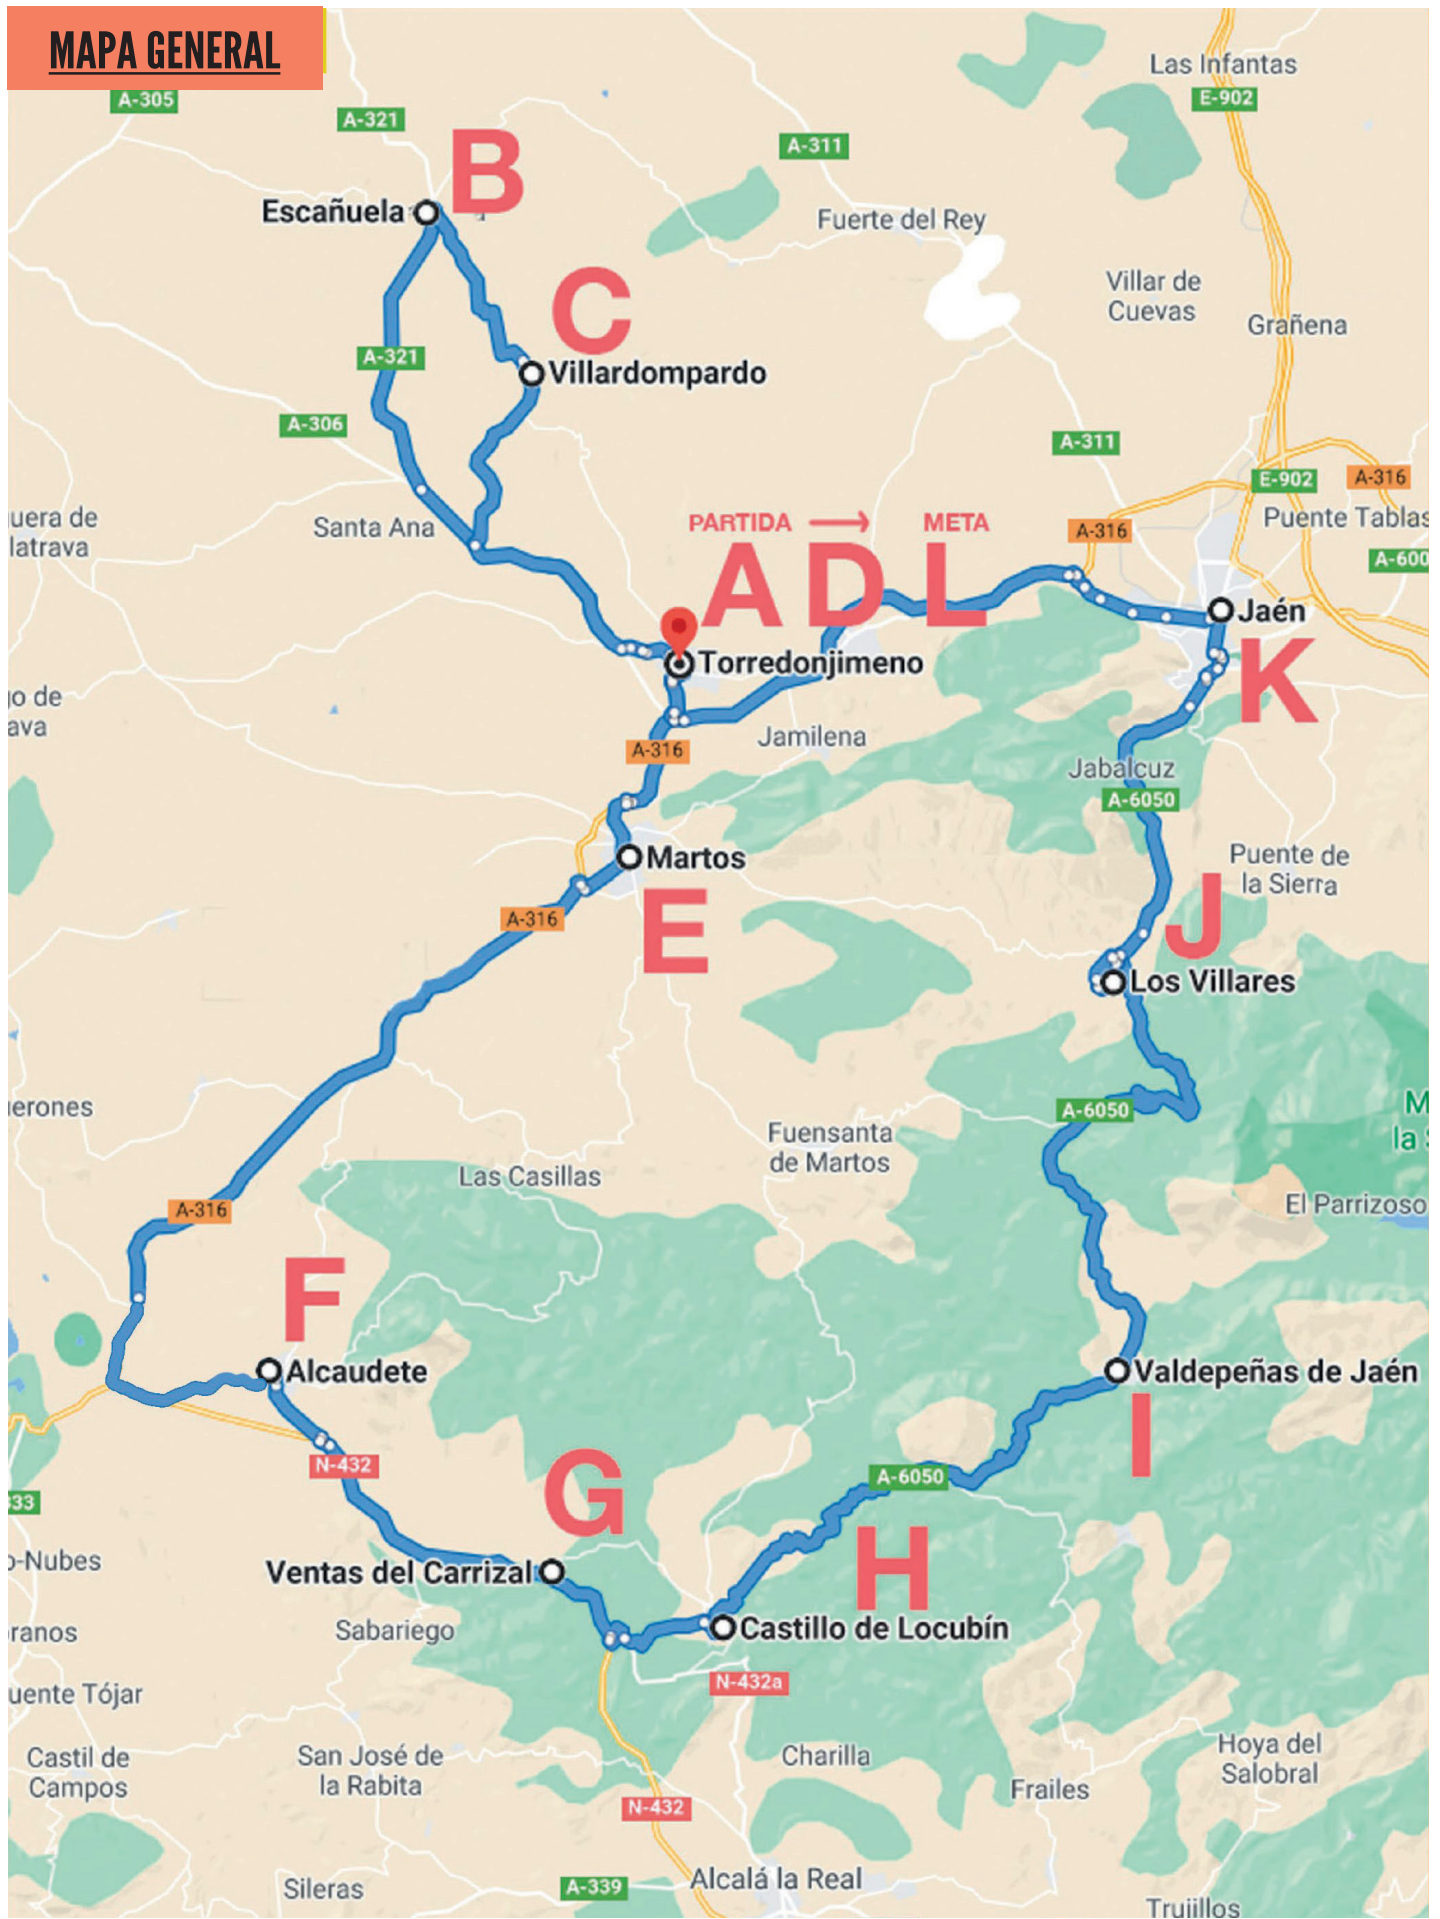 MAPA GENERAL
Las Infantas
A-305
E-902
A-321
A-311
B
Escañuela
Fuerte del Rey
C
Villar de
Cuevas
Grañena
A-321
Villardompardo
A-306
A-311
E-902
A-316
uera de
latrava
Santa Ana
PARTIDA → META
A-316
Puente Tablas
A-600
A D L
Jaén
Torredonjimeno
K
go de
ava
Jamilena
A-316
Jabalcuz
A-6050
Martos
Puente de
la Sierra
E
A-316
J
Los Villares
erones
A-6050
M
la S
Fuensanta
de Martos
Las Casillas
A-316
El Parrizoso
F
Alcaudete
Valdepeñas de Jaén
I
N-432
G
A-6050
333
o-Nubes
Ventas del Carrizal
H
ranos
Sabariego
Castillo de Locubín
N-432a
uente Tójar
Castil de
Campos
San José de
la Rabita
Charilla
Hoya del
Salobral
Frailes
N-432
Sileras
A-339
Alcalá la Real
Trujillos